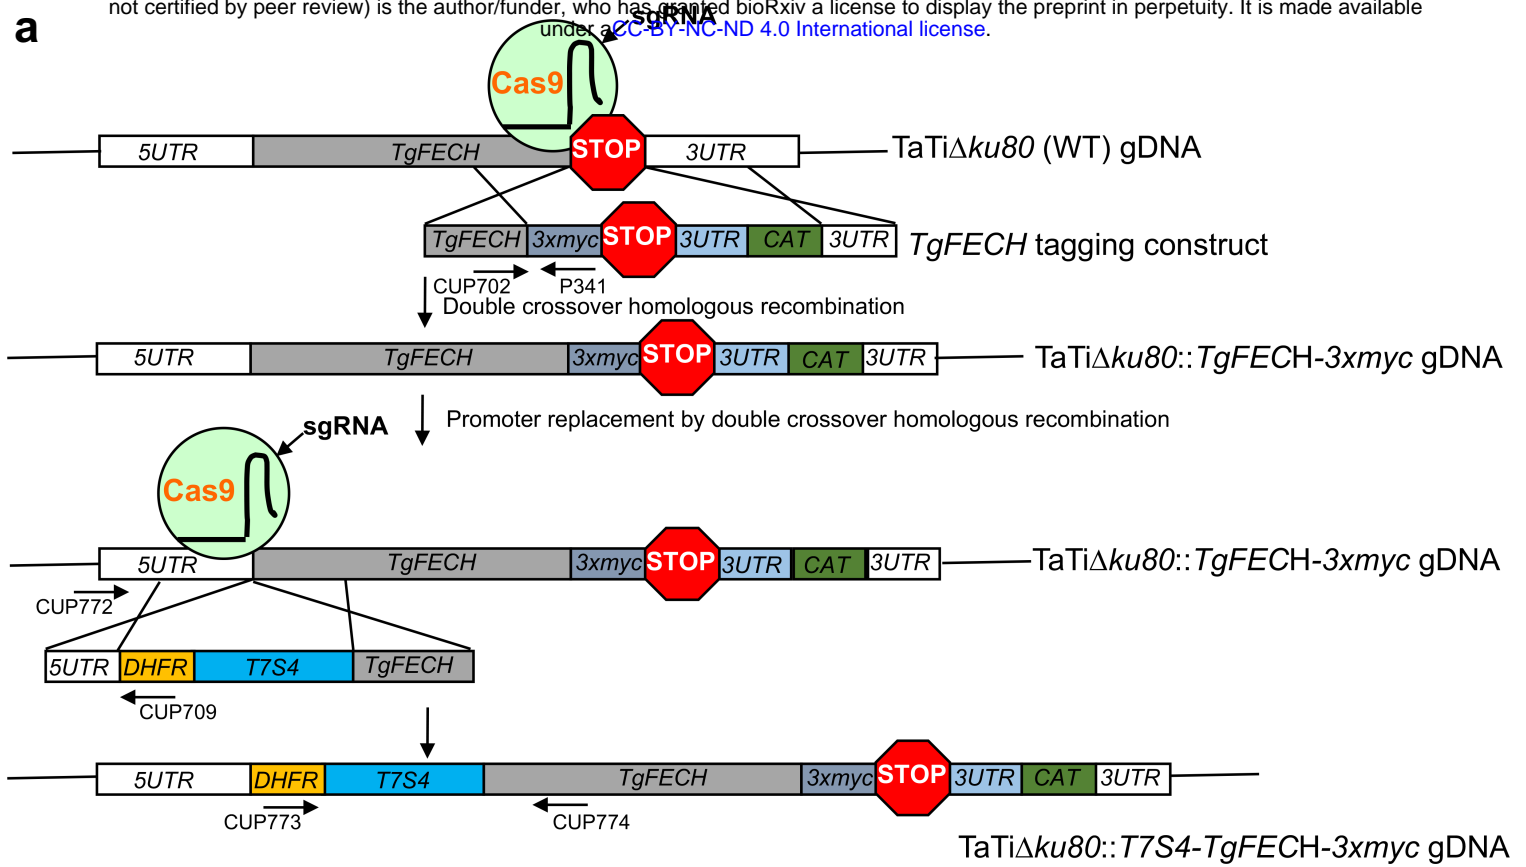 not certified by peer review) is the author/funder, who has granted bioRxiv a license to display the preprint in perpetuity. It is made available
under aCC-BY-NC-ND 4.0 International license.
a
sgRNA
Cas9
5UTR TgFECH STOP 3UTR TaTiΔku80 (WT) gDNA
TgFECH 3xmyc STOP 3UTR CAT 3UTR TgFECH tagging construct
CUP702 P341
Double crossover homologous recombination
5UTR TgFECH 3xmyc STOP 3UTR CAT 3UTR TaTiΔku80::TgFECH-3xmyc gDNA
Promoter replacement by double crossover homologous recombination
sgRNA
Cas9
5UTR TgFECH 3xmyc STOP 3UTR CAT 3UTR TaTiΔku80::TgFECH-3xmyc gDNA
CUP772
5UTR DHFR T7S4 TgFECH
CUP709
5UTR DHFR T7S4 TgFECH 3xmyc STOP 3UTR CAT 3UTR
CUP773 CUP774
TaTiΔku80::T7S4-TgFECH-3xmyc gDNA